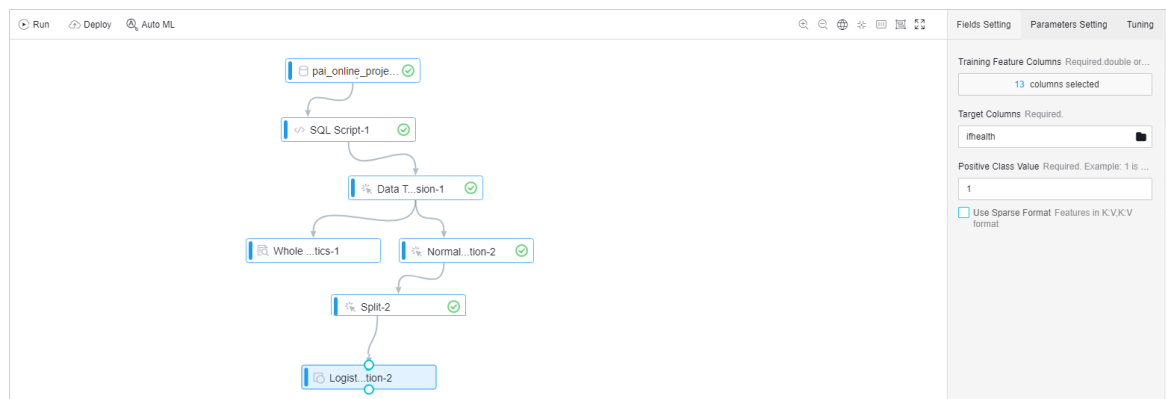 Run Deploy Auto ML
Fields Setting Parameters Setting Tuning
pai_online_proje...
SQL Script-1
Data T...sion-1
Whole ...tics-1
Normal...tion-2
Split-2
Logist...tion-2
Training Feature Columns Required.double or...
13 columns selected
Target Columns Required.
ifhealth
Positive Class Value Required. Example: 1 is ...
1
Use Sparse Format Features in K:V,K:V
format